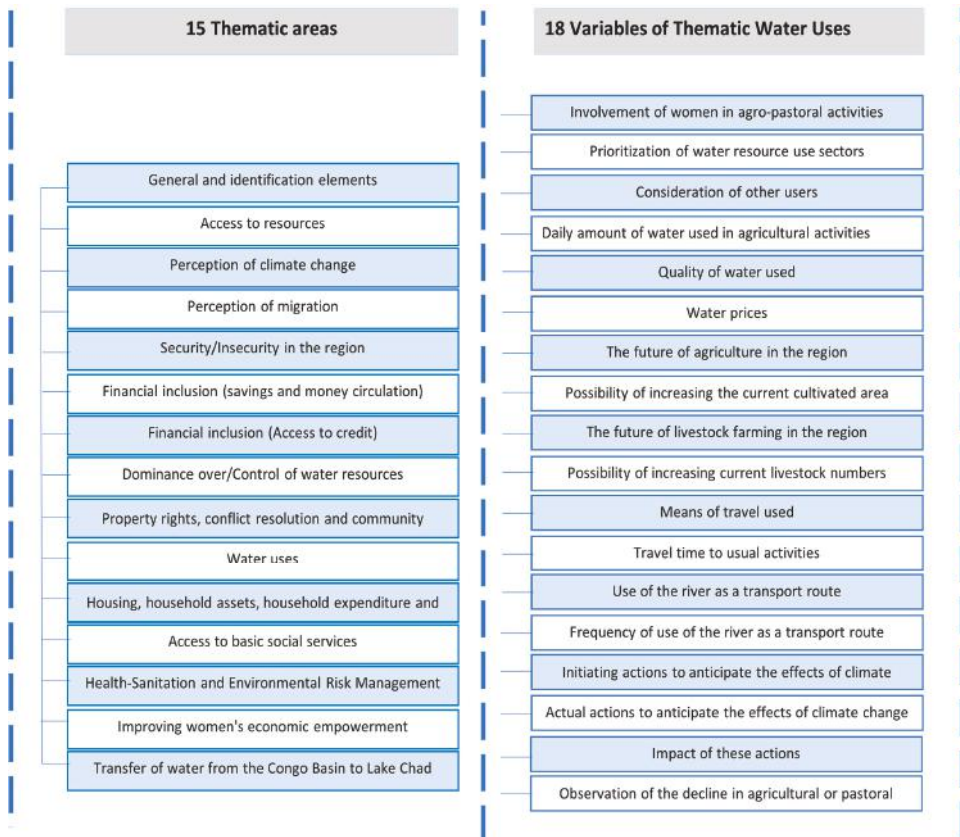 15 Thematic areas
General and identification elements
Access to resources
Perception of climate change
Perception of migration
Security/Insecurity in the region
Financial inclusion (savings and money circulation)
Financial inclusion (Access to credit)
Dominance over/Control of water resources
Property rights, conflict resolution and community
Water uses
Housing, household assets, household expenditure and
Access to basic social services
Health-Sanitation and Environmental Risk Management
Improving women's economic empowerment
Transfer of water from the Congo Basin to Lake Chad
18 Variables of Thematic Water Uses
Involvement of women in agro-pastoral activities
Prioritization of water resource use sectors
Consideration of other users
Daily amount of water used in agricultural activities
Quality of water used
Water prices
The future of agriculture in the region
Possibility of increasing the current cultivated area
The future of livestock farming in the region
Possibility of increasing current livestock numbers
Means of travel used
Travel time to usual activities
Use of the river as a transport route
Frequency of use of the river as a transport route
Initiating actions to anticipate the effects of climate
Actual actions to anticipate the effects of climate change
Impact of these actions
Observation of the decline in agricultural or pastoral